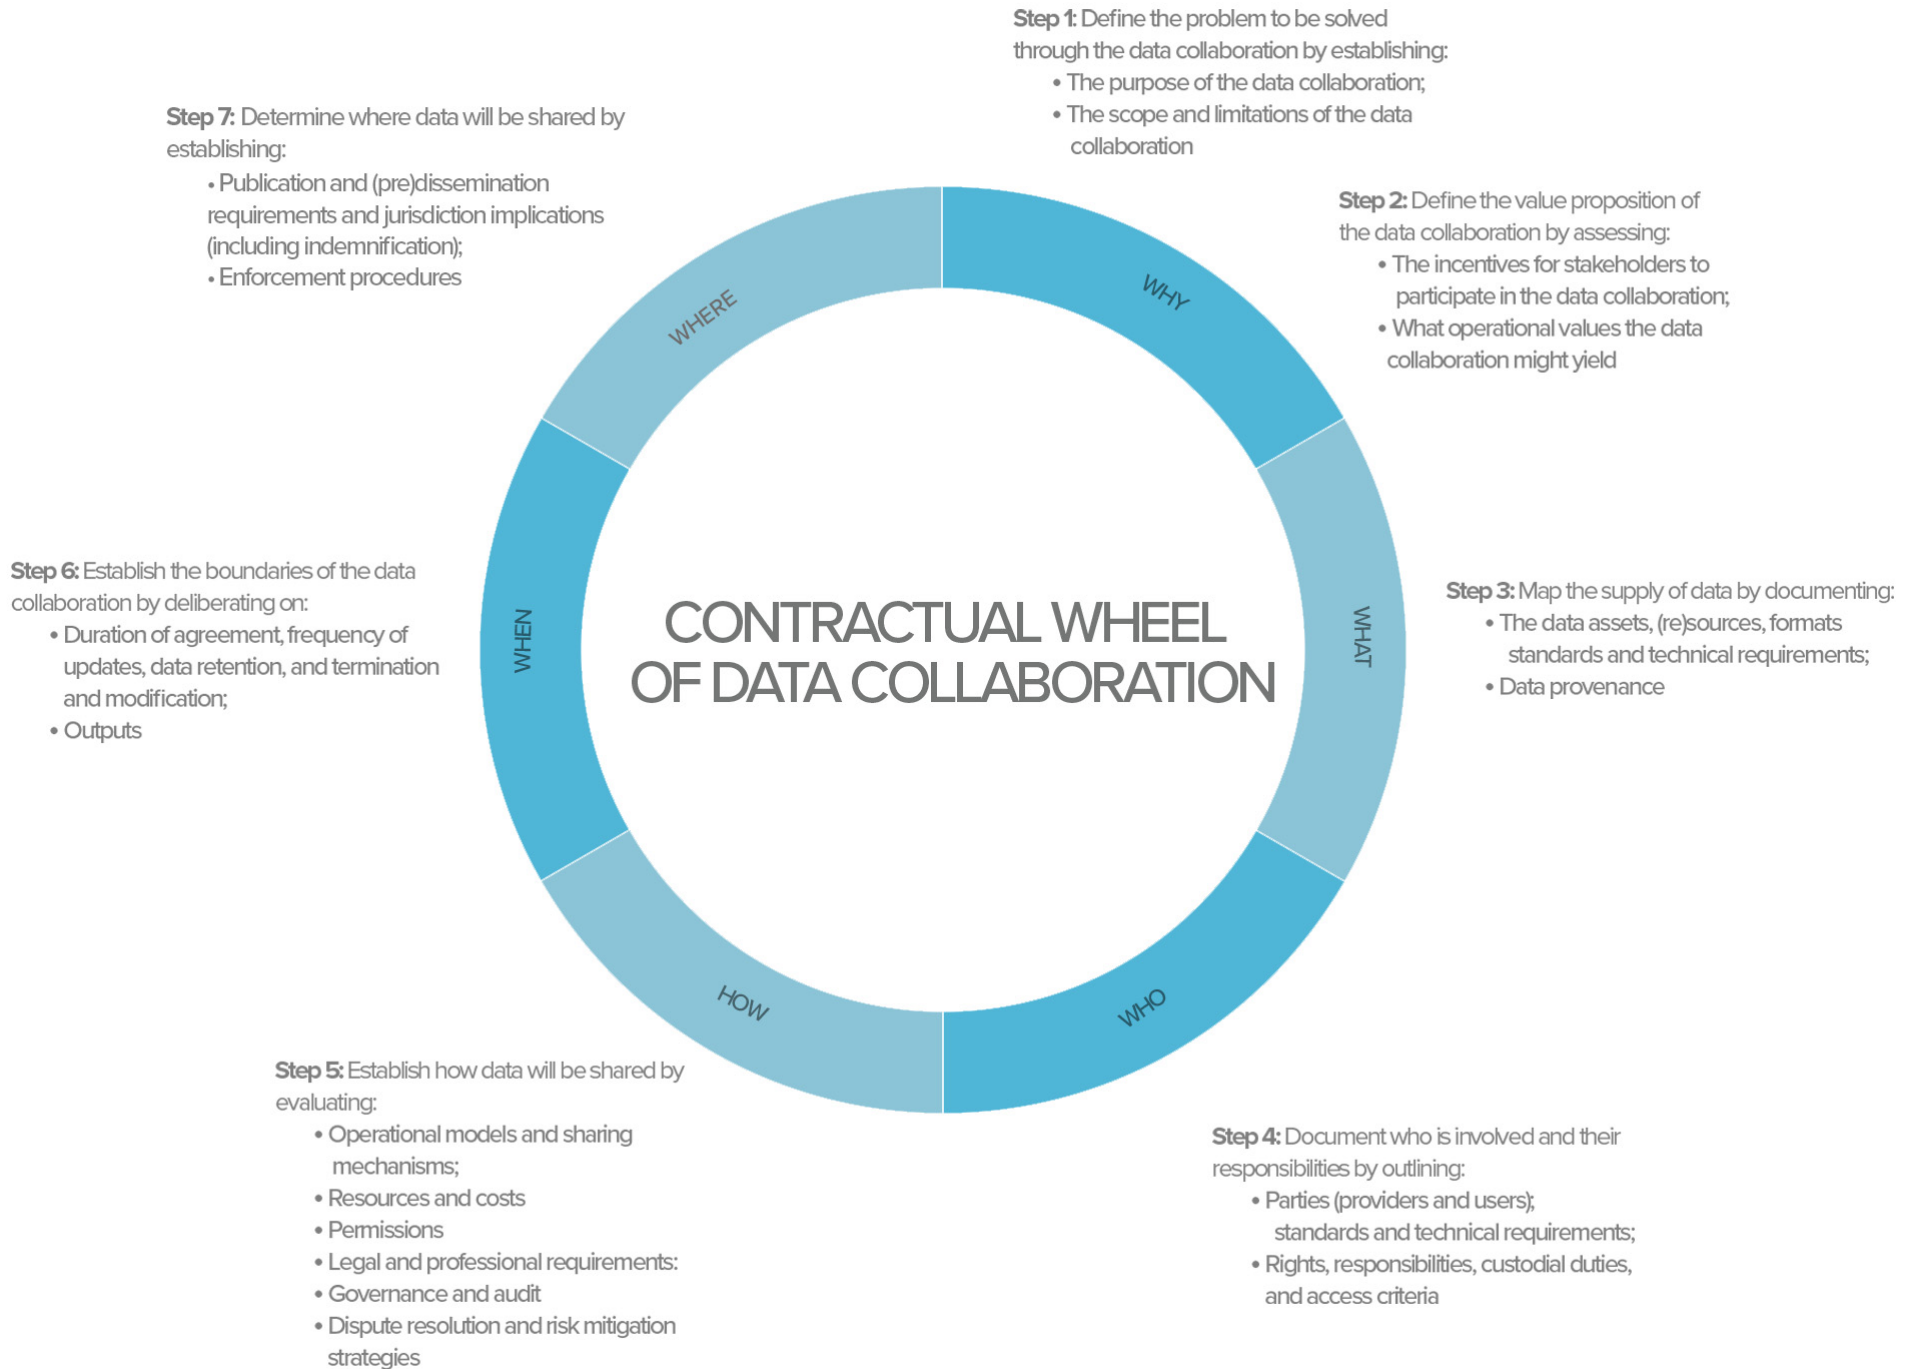 Step 1: Define the problem to be solved
through the data collaboration by establishing:
• The purpose of the data collaboration;
• The scope and limitations of the data
collaboration
Step 2: Define the value proposition of
the data collaboration by assessing:
• The incentives for stakeholders to
participate in the data collaboration;
• What operational values the data
collaboration might yield
Step 3: Map the supply of data by documenting:
• The data assets, (re)sources, formats
standards and technical requirements;
• Data provenance
Step 4: Document who is involved and their
responsibilities by outlining:
• Parties (providers and users);
standards and technical requirements;
• Rights, responsibilities, custodial duties,
and access criteria
Step 5: Establish how data will be shared by
evaluating:
• Operational models and sharing
mechanisms;
• Resources and costs
• Permissions
• Legal and professional requirements:
• Governance and audit
• Dispute resolution and risk mitigation
strategies
Step 6: Establish the boundaries of the data
collaboration by deliberating on:
• Duration of agreement, frequency of
updates, data retention, and termination
and modification;
• Outputs
Step 7: Determine where data will be shared by
establishing:
• Publication and (pre)dissemination
requirements and jurisdiction implications
(including indemnification);
• Enforcement procedures
WHY
WHAT
WHO
HOW
WHEN
WHERE
CONTRACTUAL WHEEL
OF DATA COLLABORATION